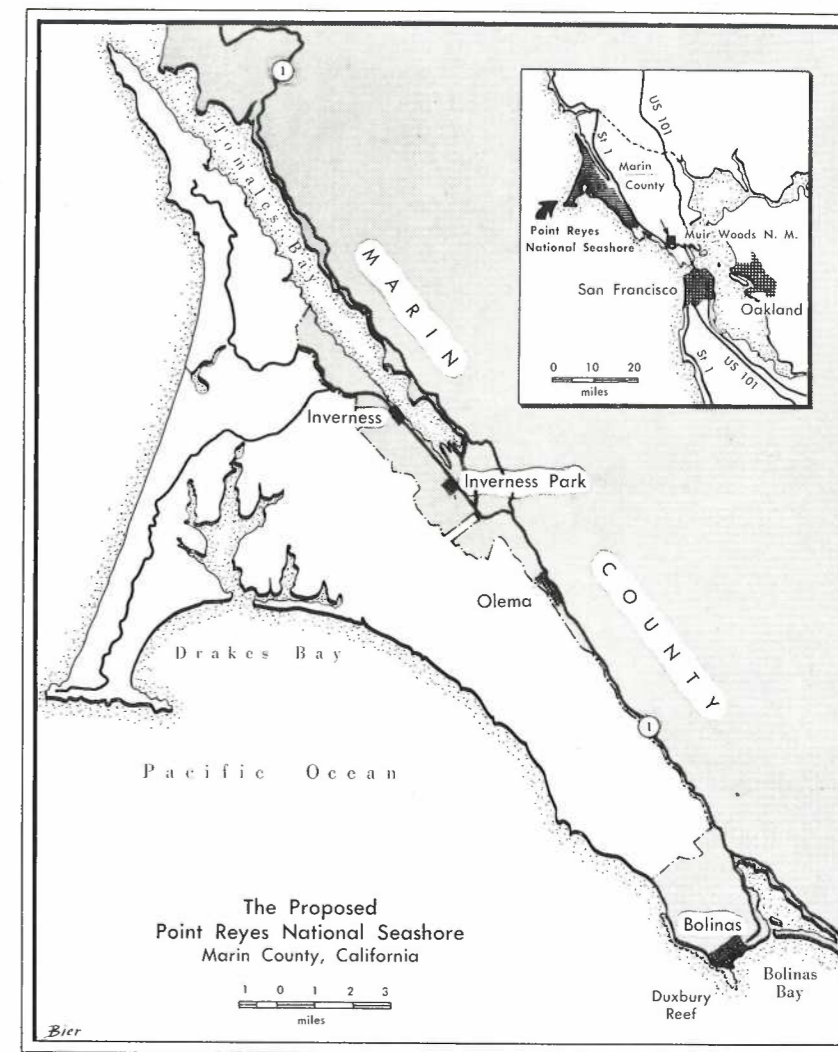 1
Tomales Bay
MARIN
COUNTY
Inverness
Inverness Park
Olema
Drakes Bay
Pacific Ocean
1
Bolinas
Bolinas
Bay
Duxbury
Reef
The Proposed
Point Reyes National Seashore
Marin County, California
1 0 1 2 3
miles
Bier
US 101
St 1
Marin
County
Point Reyes
National Seashore
Muir Woods N. M.
San Francisco
Oakland
0 10 20
miles
St 1
US 101